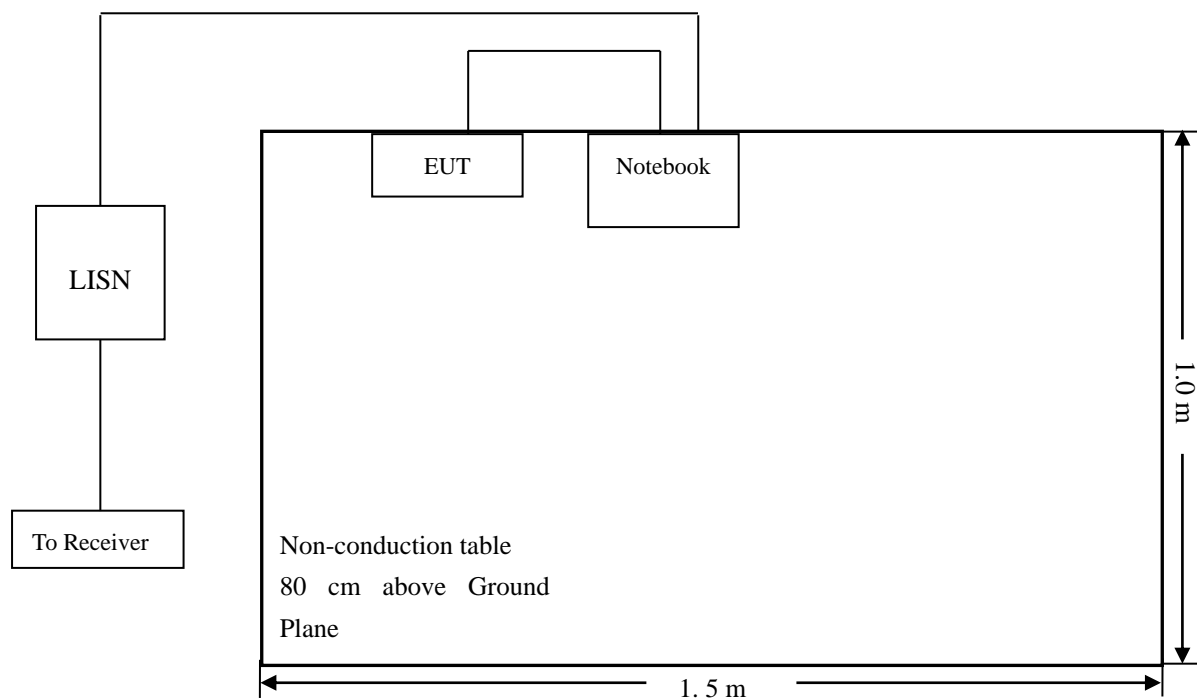 EUT
Notebook
LISN
1.0 m
To Receiver
Non-conduction table
80 cm above Ground
Plane
1. 5 m